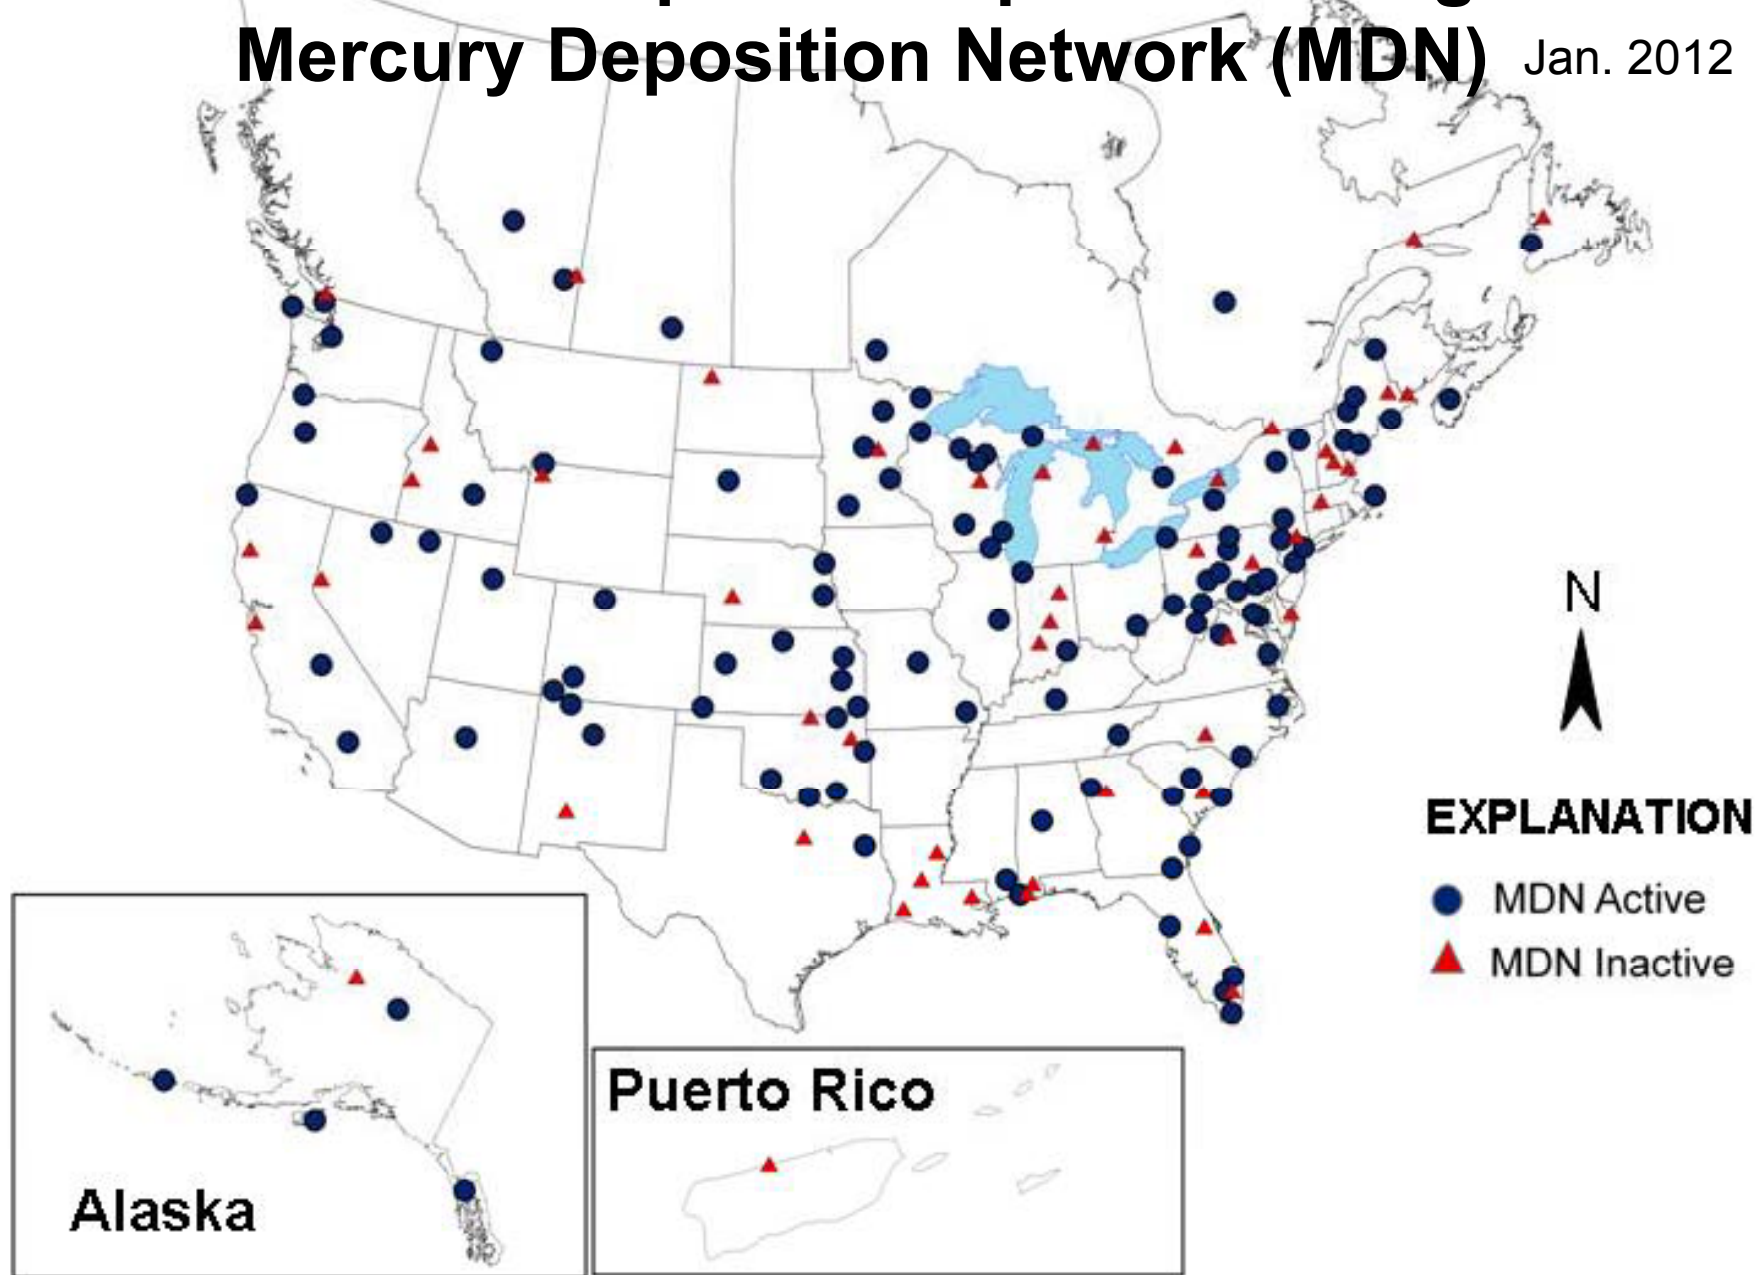 Mercury Deposition Network (MDN) Jan. 2012
N
EXPLANATION
MDN Active
MDN Inactive
Puerto Rico
Alaska